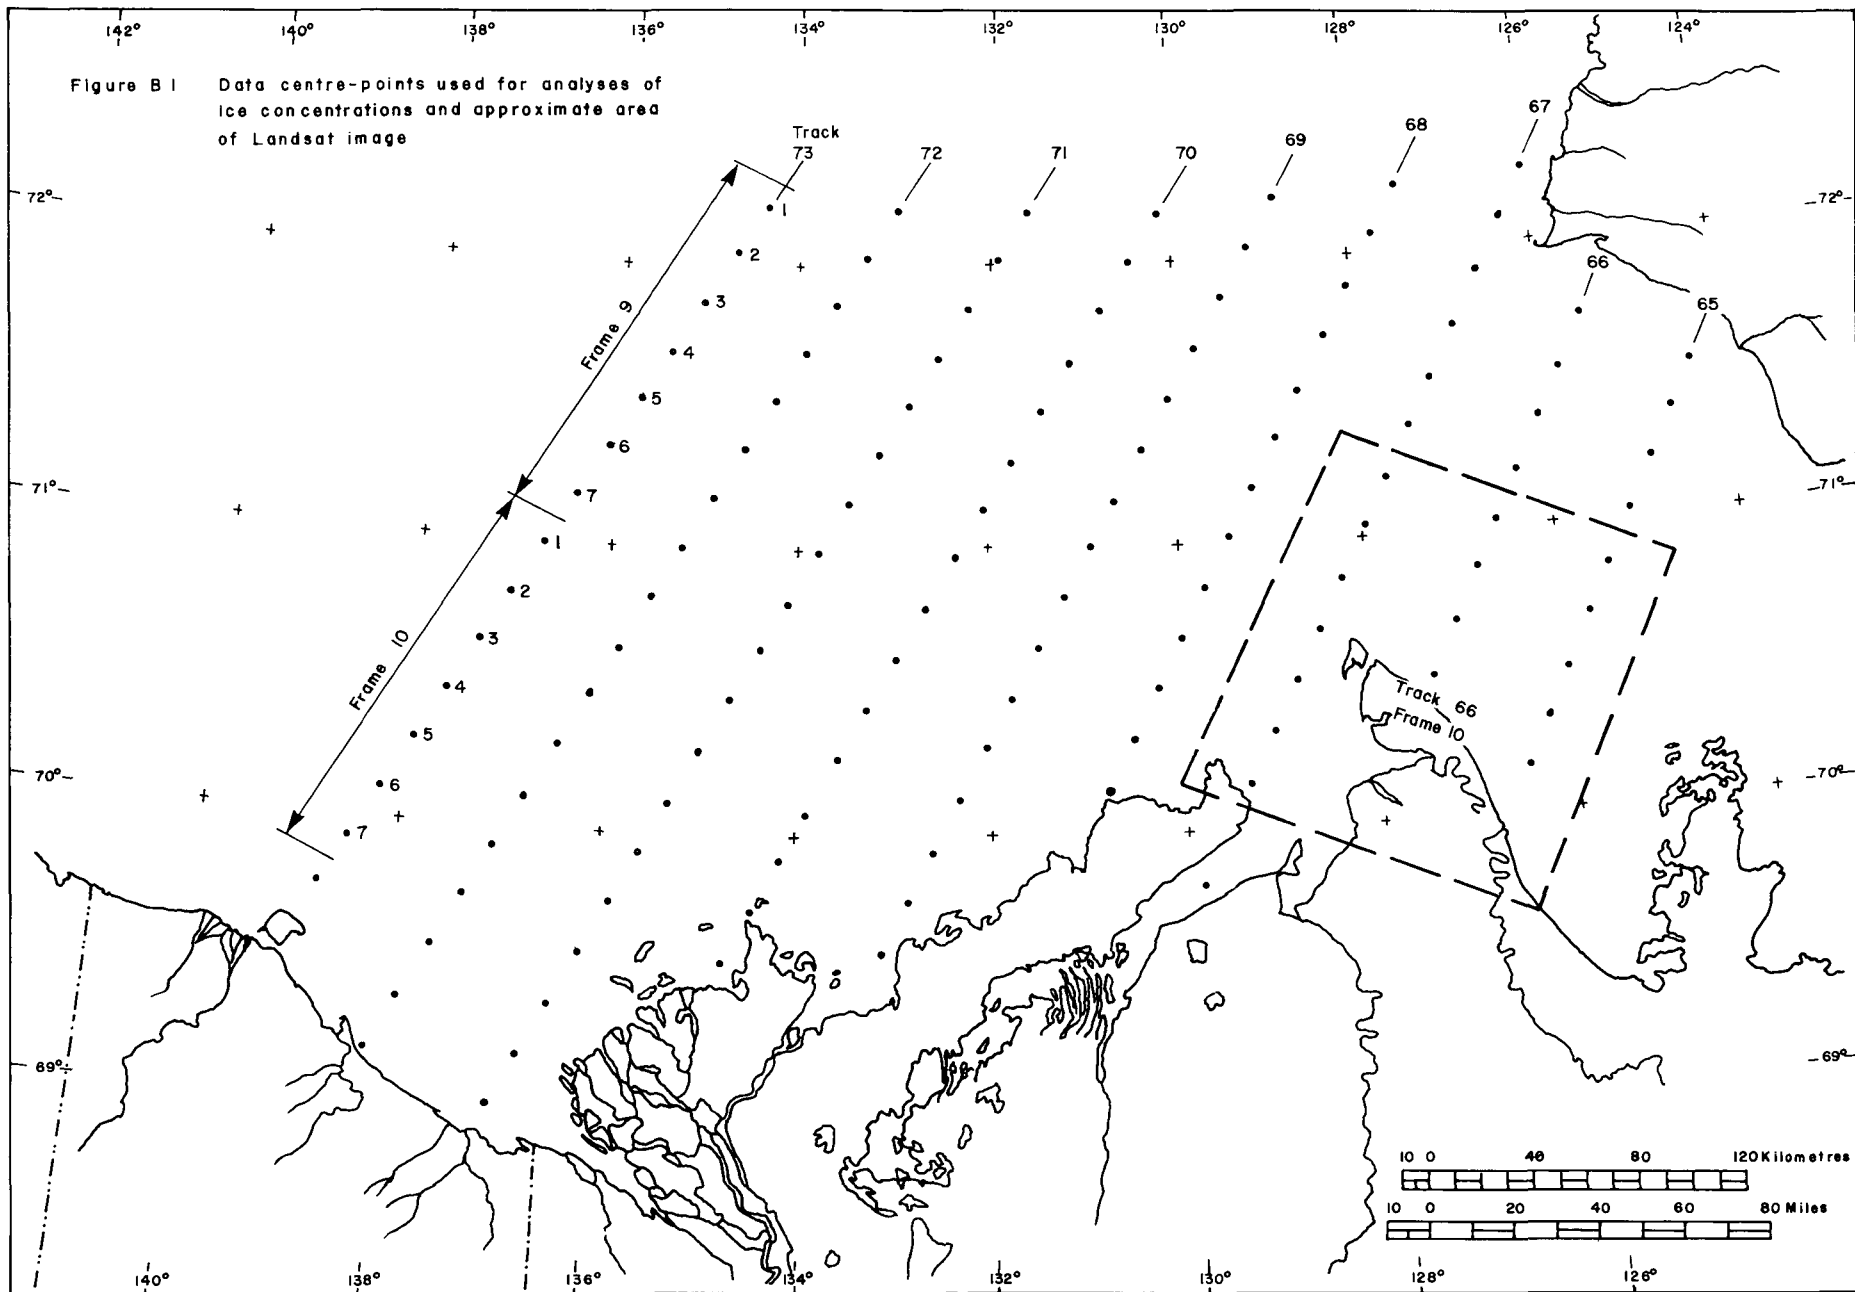 142° 140° 138° 136° 134° 132° 130° 128° 126° 124°
Figure B1 Data centre-points used for analyses of
ice concentrations and approximate area
of Landsat image
Track
73 72 71 70 69 68 67
66
65
72° 72°
1
2
3
4
5
6
7
Frame 9
71° 71°
1
2
3
4
5
6
7
Frame 10
Track 66
Frame 10
70° 70°
69° 69°
10 0 40 80 120 Kilometres
10 0 20 40 60 80 Miles
140° 138° 136° 134° 132° 130° 128° 126°